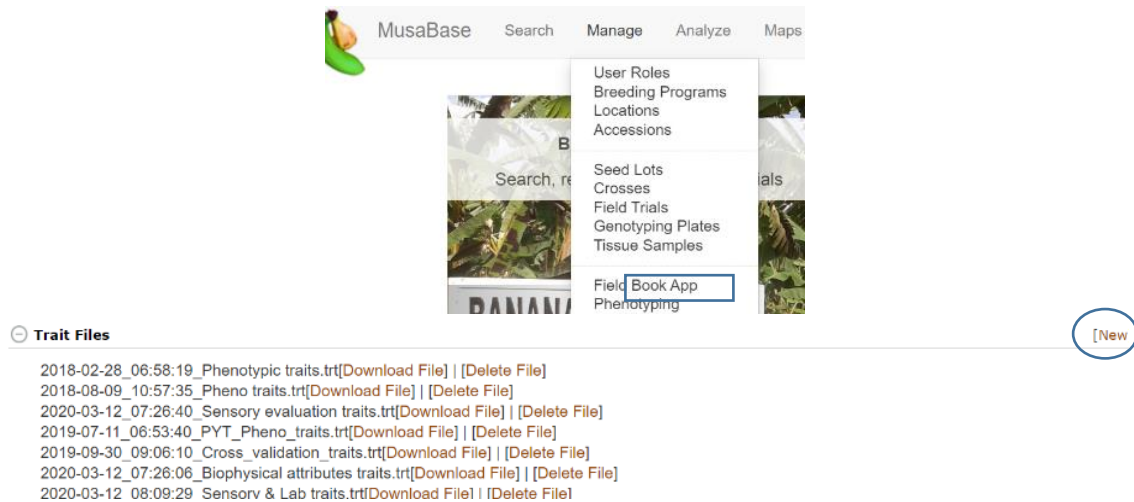 MusaBase Search Manage Analyze Maps
User Roles
Breeding Programs
Locations
Accessions
B
Search, re
ials
Seed Lots
Crosses
Field Trials
Genotyping Plates
Tissue Samples
Field Book App
Phenotyping
BANAN
Trait Files [New
2018-02-28_06:58:19_Phenotypic traits.trt[Download File] | [Delete File]
2018-08-09_10:57:35_Pheno traits.trt[Download File] | [Delete File]
2020-03-12_07:26:40_Sensory evaluation traits.trt[Download File] | [Delete File]
2019-07-11_06:53:40_PYT_Pheno_traits.trt[Download File] | [Delete File]
2019-09-30_09:06:10_Cross_validation_traits.trt[Download File] | [Delete File]
2020-03-12_07:26:06_Biophysical attributes traits.trt[Download File] | [Delete File]
2020-03-12_08:09:29_Sensory & Lab traits.trt[Download File] | [Delete File]